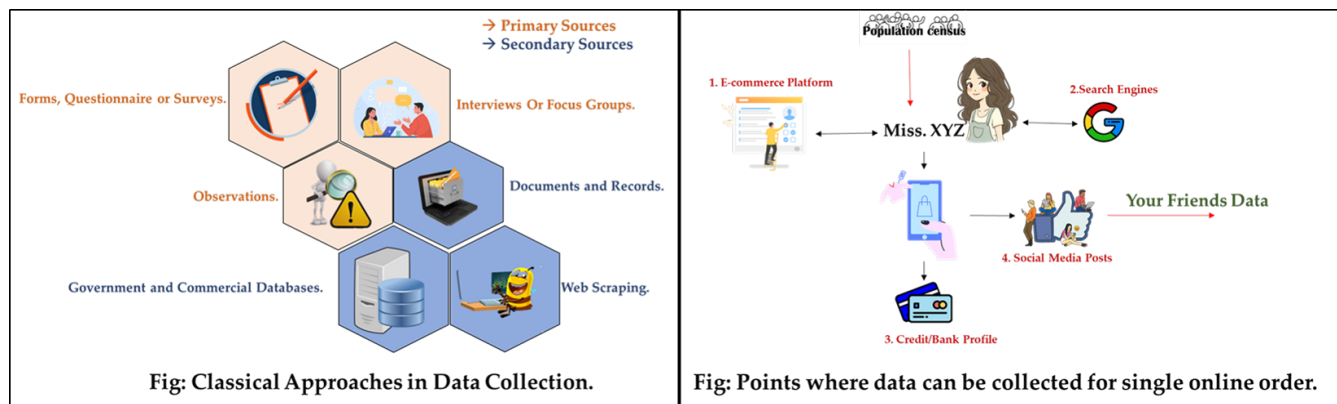 → Primary Sources
→ Secondary Sources
Forms, Questionnaire or Surveys.
Interviews Or Focus Groups.
Observations.
Documents and Records.
Government and Commercial Databases.
Web Scraping.
Fig: Classical Approaches in Data Collection.
Population census
1. E-commerce Platform
2.Search Engines
Miss. XYZ
Your Friends Data
4. Social Media Posts
3. Credit/Bank Profile
Fig: Points where data can be collected for single online order.